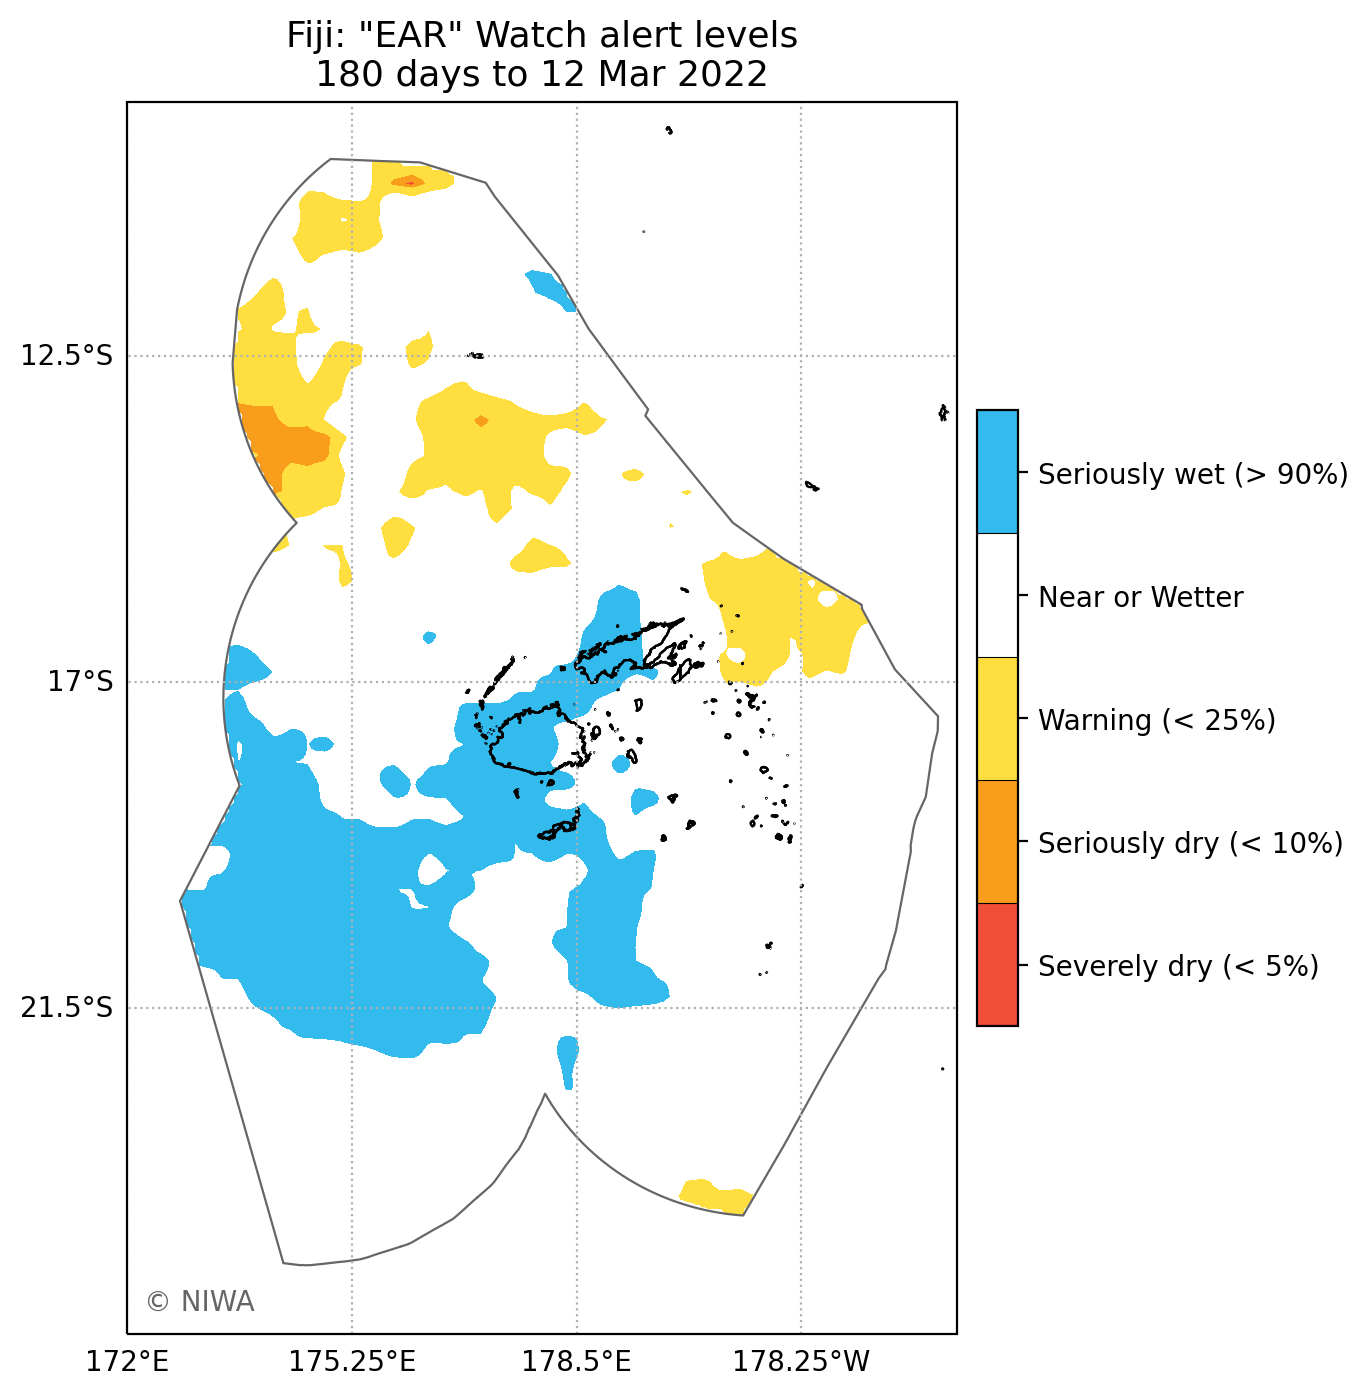 Fiji: "EAR" Watch alert levels
180 days to 12 Mar 2022
12.5°S
17°S
21.5°S
172°E
175.25°E
178.5°E
178.25°W
Seriously wet (> 90%)
Near or Wetter
Warning (< 25%)
Seriously dry (< 10%)
Severely dry (< 5%)
© NIWA